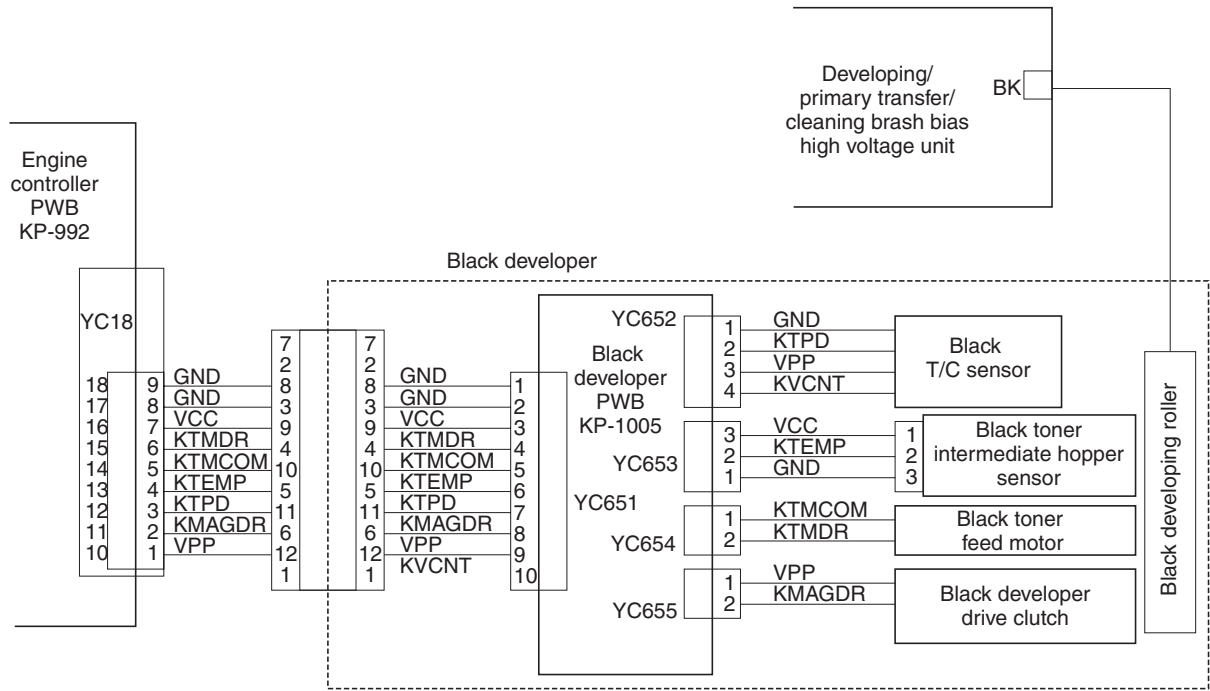 Developing/
primary transfer/
cleaning brash bias
high voltage unit
BK
Engine
controller
PWB
KP-992
YC18
18 9 GND 8
17 8 GND 3
16 7 VCC 9
15 6 KTMDR 4
14 5 KTMCOM 10
13 4 KTEMP 5
12 3 KTPD 11
11 2 KMAGDR 6
10 1 VPP 12
1
7
2
Black developer
7
2
8 GND 1
3 GND 2
9 VCC 3
4 KTMDR 4
10 KTMCOM 5
5 KTEMP 6
11 KTPD 7
6 KMAGDR 8
12 VPP 9
1 KVCNT 10
YC651
Black
developer
PWB
KP-1005
YC652
1 GND
2 KTPD
3 VPP
4 KVCNT
Black
T/C sensor
YC653
3 VCC 1
2 KTEMP 2
1 GND 3
Black toner
intermediate hopper
sensor
YC654
1 KTMCOM
2 KTMDR
Black toner
feed motor
YC655
1 VPP
2 KMAGDR
Black developer
drive clutch
Black developing roller